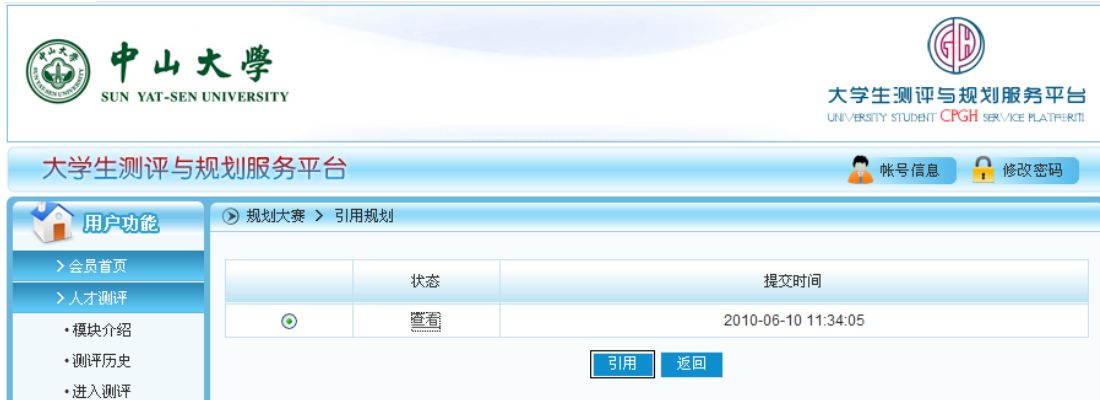 中山大學
SUN YAT-SEN UNIVERSITY
大学生测评与规划服务平台
UNIVERSITY STUDENT CPGH SERVICE PLATFORM
大学生测评与规划服务平台
帐号信息
修改密码
用户功能
规划大赛 > 引用规划
>会员首页
状态
提交时间
>人才测评
查看
2010-06-10 11:34:05
•模块介绍
•测评历史
引用
返回
•进入测评